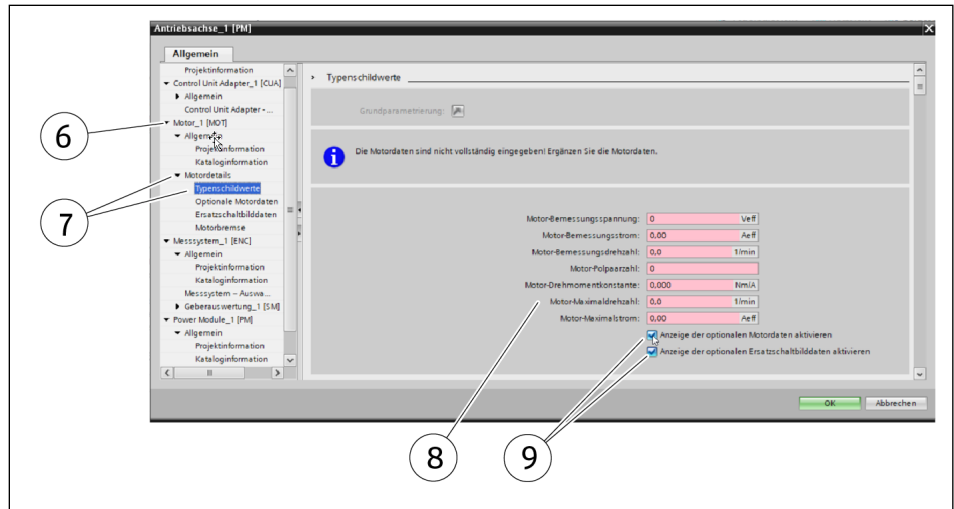 Antriebsachse_1 [PM]
Allgemein
Projektinformation
Control Unit Adapter_1 [CUA]
Allgemein
Control Unit Adapter - ...
Motor_1 [MOT]
Allgemein
Projektinformation
Kataloginformation
Motordetails
Typenschildwerte
Optionale Motordaten
Ersatzschaltbilddaten
Motorbremse
Messsystem_1 [ENC]
Allgemein
Projektinformation
Kataloginformation
Messsystem – Auswa...
Geberauswertung_1 [SM]
Power Module_1 [PM]
Allgemein
Projektinformation
Kataloginformation
Typenschildwerte
Grundparametrierung:
Die Motordaten sind nicht vollständig eingegeben! Ergänzen Sie die Motordaten.
Motor-Bemessungsspannung: 0 Veff
Motor-Bemessungsstrom: 0,00 Aeff
Motor-Bemessungsdrehzahl: 0,0 1/min
Motor-Polpaarzahl: 0
Motor-Drehmomentkonstante: 0,000 Nm/A
Motor-Maximaldrehzahl: 0,0 1/min
Motor-Maximalstrom: 0,00 Aeff
Anzeige der optionalen Motordaten aktivieren
Anzeige der optionalen Ersatzschaltbilddaten aktivieren
OK Abbrechen
6
7
8
9